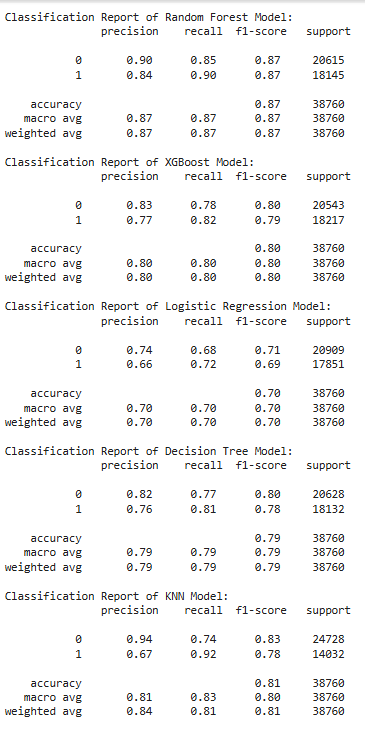 Classification Report of Random Forest Model:
precision recall f1-score support
0 0.90 0.85 0.87 20615
1 0.84 0.90 0.87 18145
accuracy 0.87 38760
macro avg 0.87 0.87 0.87 38760
weighted avg 0.87 0.87 0.87 38760
Classification Report of XGBoost Model:
precision recall f1-score support
0 0.83 0.78 0.80 20543
1 0.77 0.82 0.79 18217
accuracy 0.80 38760
macro avg 0.80 0.80 0.80 38760
weighted avg 0.80 0.80 0.80 38760
Classification Report of Logistic Regression Model:
precision recall f1-score support
0 0.74 0.68 0.71 20909
1 0.66 0.72 0.69 17851
accuracy 0.70 38760
macro avg 0.70 0.70 0.70 38760
weighted avg 0.70 0.70 0.70 38760
Classification Report of Decision Tree Model:
precision recall f1-score support
0 0.82 0.77 0.80 20628
1 0.76 0.81 0.78 18132
accuracy 0.79 38760
macro avg 0.79 0.79 0.79 38760
weighted avg 0.79 0.79 0.79 38760
Classification Report of KNN Model:
precision recall f1-score support
0 0.94 0.74 0.83 24728
1 0.67 0.92 0.78 14032
accuracy 0.81 38760
macro avg 0.81 0.83 0.80 38760
weighted avg 0.84 0.81 0.81 38760